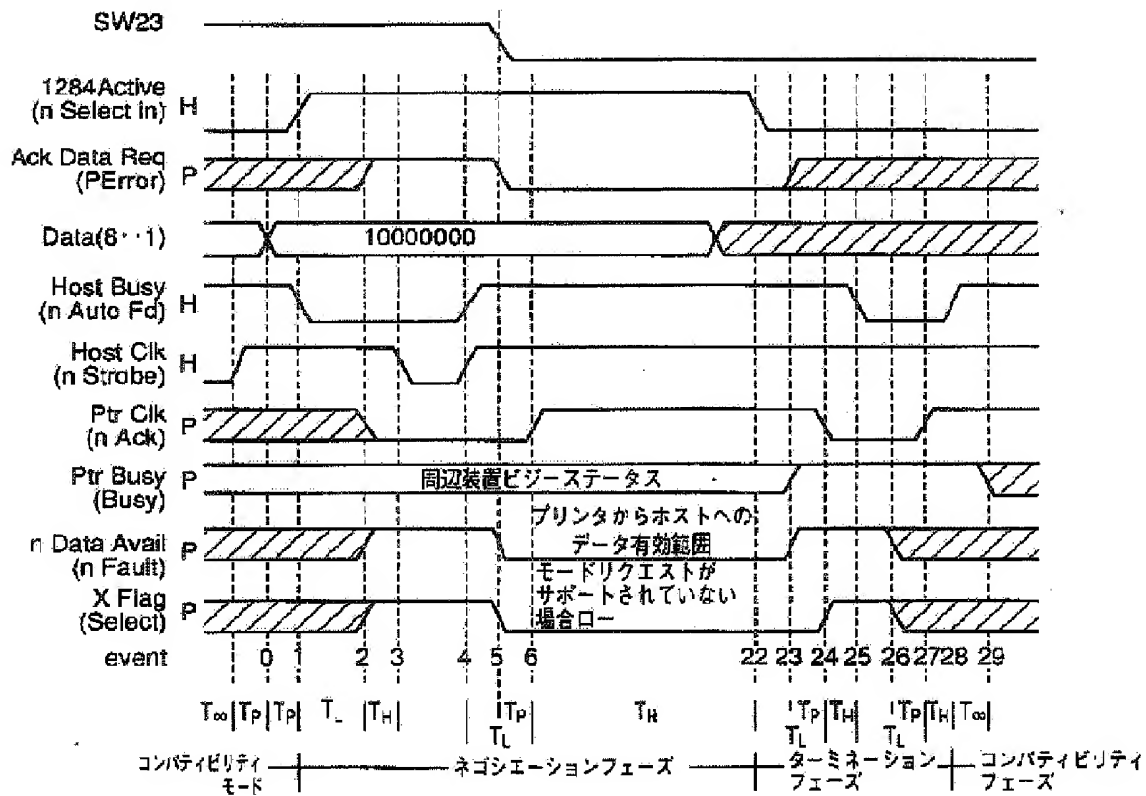 SW23
1284Active
(n Select in) H
Ack Data Req
(PError) P
Data(8‥1) 10000000
Host Busy
(n Auto Fd) H
Host Clk
(n Strobe) H
Ptr Clk
(n Ack) P
Ptr Busy
(Busy) P
周辺装置ビジーステータス
n Data Avail
(n Fault) P
プリンタからホストへの
データ有効範囲
X Flag
(Select) P
モードリクエストが
サポートされていない
場合ロー
event 0 1 2 3 4 5 6 22 23 24 25 26 27 28 29
T∞ TP TP TL TH TL TP TR TL TP TH TL TP TH T∞
コンパティビリティ
モード
ネゴシエーションフェーズ
ターミネーション
フェーズ
コンパティビリティ
フェーズ